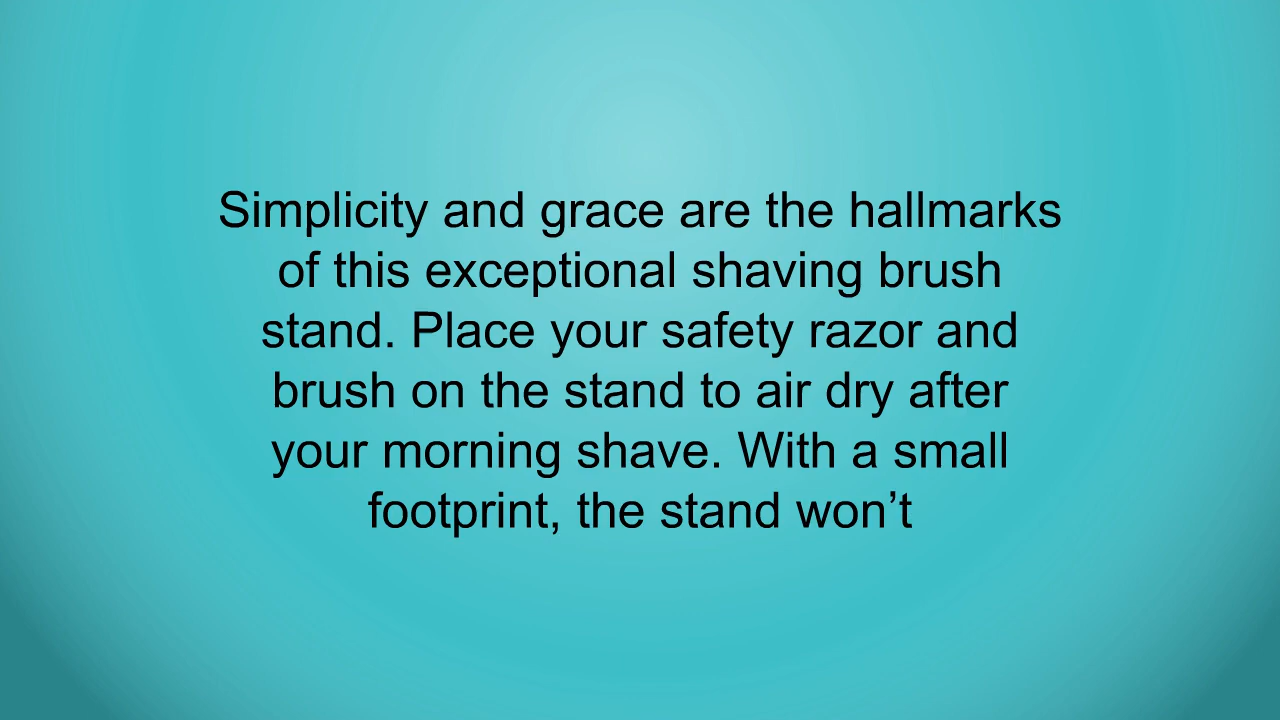 Simplicity and grace are the hallmarks
of this exceptional shaving brush
stand. Place your safety razor and
brush on the stand to air dry after
your morning shave. With a small
footprint, the stand won’t